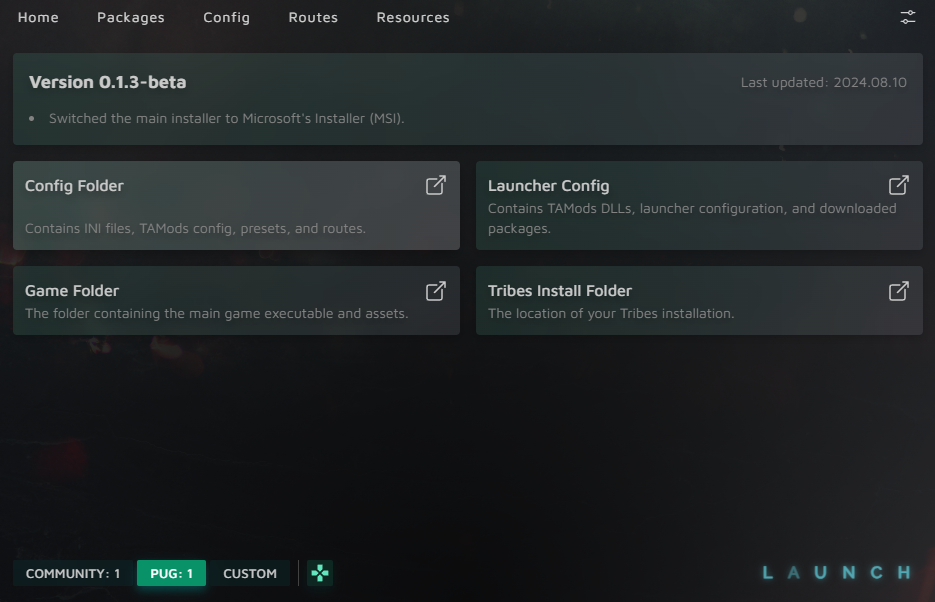 Home Packages Config Routes Resources
Version 0.1.3-beta
Last updated: 2024.08.10
• Switched the main installer to Microsoft's Installer (MSI).
Config Folder
Contains INI files, TAMods config, presets, and routes.
Launcher Config
Contains TAMods DLLs, launcher configuration, and downloaded
packages.
Game Folder
The folder containing the main game executable and assets.
Tribes Install Folder
The location of your Tribes installation.
COMMUNITY: 1 PUG: 1 CUSTOM
LAUNCH